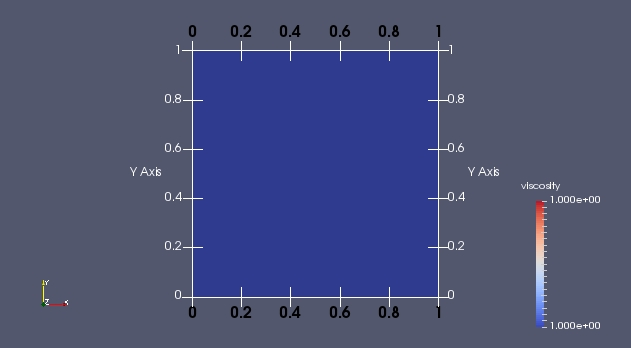 0 0.2 0.4 0.6 0.8 1
1 1
0.8 0.8
0.6 0.6
Y Axis Y Axis
viscosity
0.4 0.4
1.000e+00
0.2 0.2
Y
Z X
0 0
0 0.2 0.4 0.6 0.8 1
1.000e+00